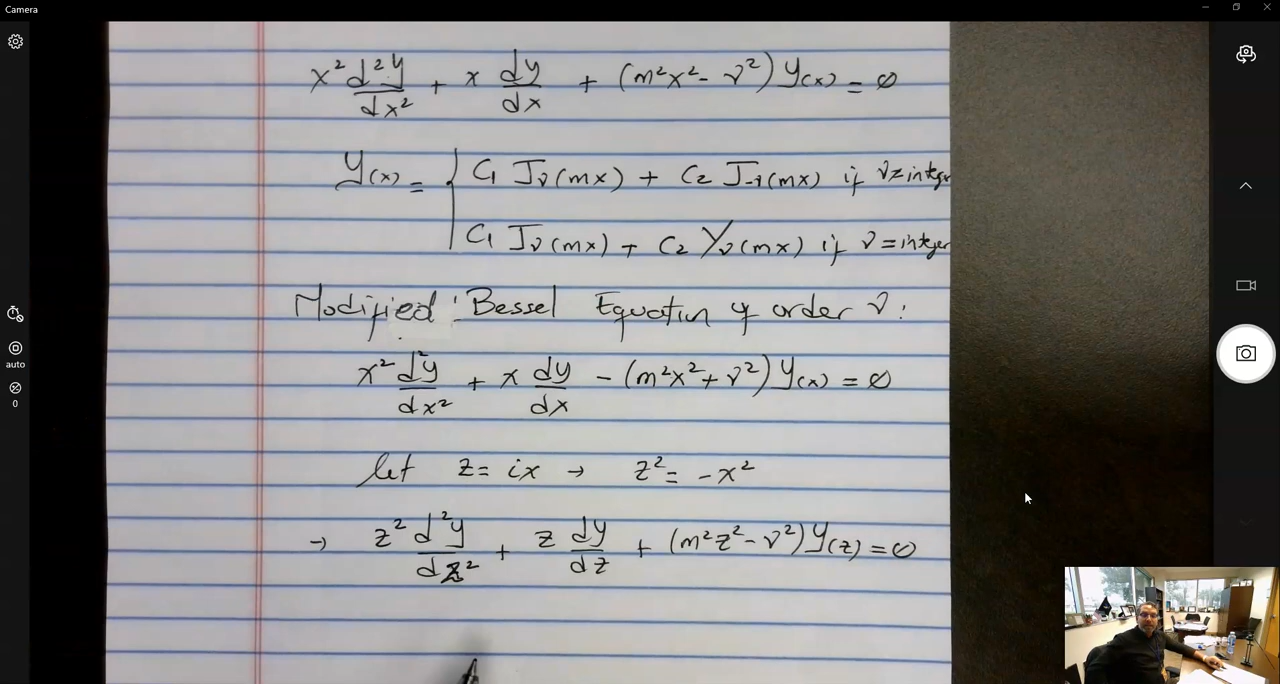 Camera
x² d²y/dx² + x dy/dx + (m²x² - ν²) y(x) = 0
y(x) = { C₁ Jν(mx) + C₂ J-ν(mx) if ν≠integer
C₁ Jν(mx) + C₂ Yν(mx) if ν = integer
Modified Bessel Equation of order ν:
x² d²y/dx² + x dy/dx - (m²x² + ν²) y(x) = 0
auto
0
let z = ix → z² = -x²
→ z² d²y/dz² + z dy/dz + (m²z² - ν²) y(z) = 0